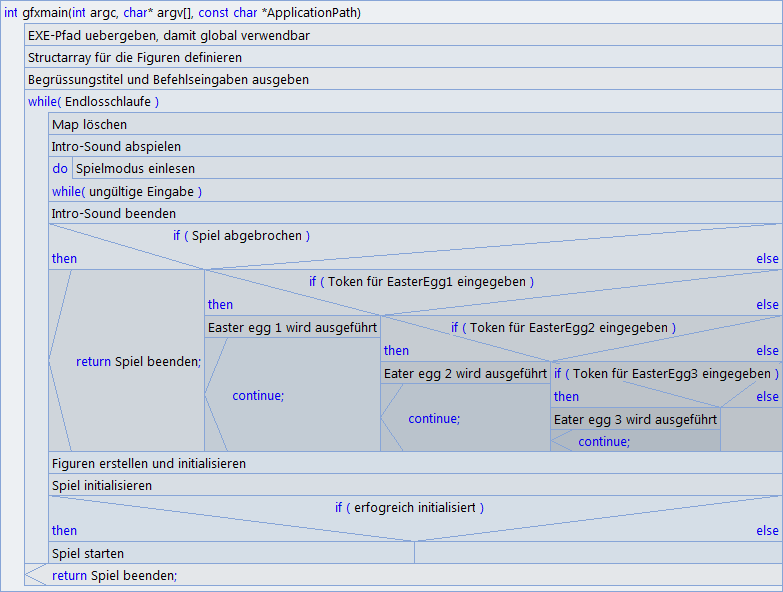 int gfxmain(int argc, char* argv[], const char *ApplicationPath)
EXE-Pfad uebergeben, damit global verwendbar
Structarray für die Figuren definieren
Begrüssungstitel und Befehlseingaben ausgeben
while( Endlosschlaufe )
Map löschen
Intro-Sound abspielen
do Spielmodus einlesen
while( ungültige Eingabe )
Intro-Sound beenden
if ( Spiel abgebrochen )
then else
if ( Token für EasterEgg1 eingegeben )
then else
Easter egg 1 wird ausgeführt if ( Token für EasterEgg2 eingegeben )
then else
return Spiel beenden; Eater egg 2 wird ausgeführt if ( Token für EasterEgg3 eingegeben )
continue; then else
continue; Eater egg 3 wird ausgeführt
continue;
Figuren erstellen und initialisieren
Spiel initialisieren
if ( erfogreich initialisiert )
then else
Spiel starten
return Spiel beenden;